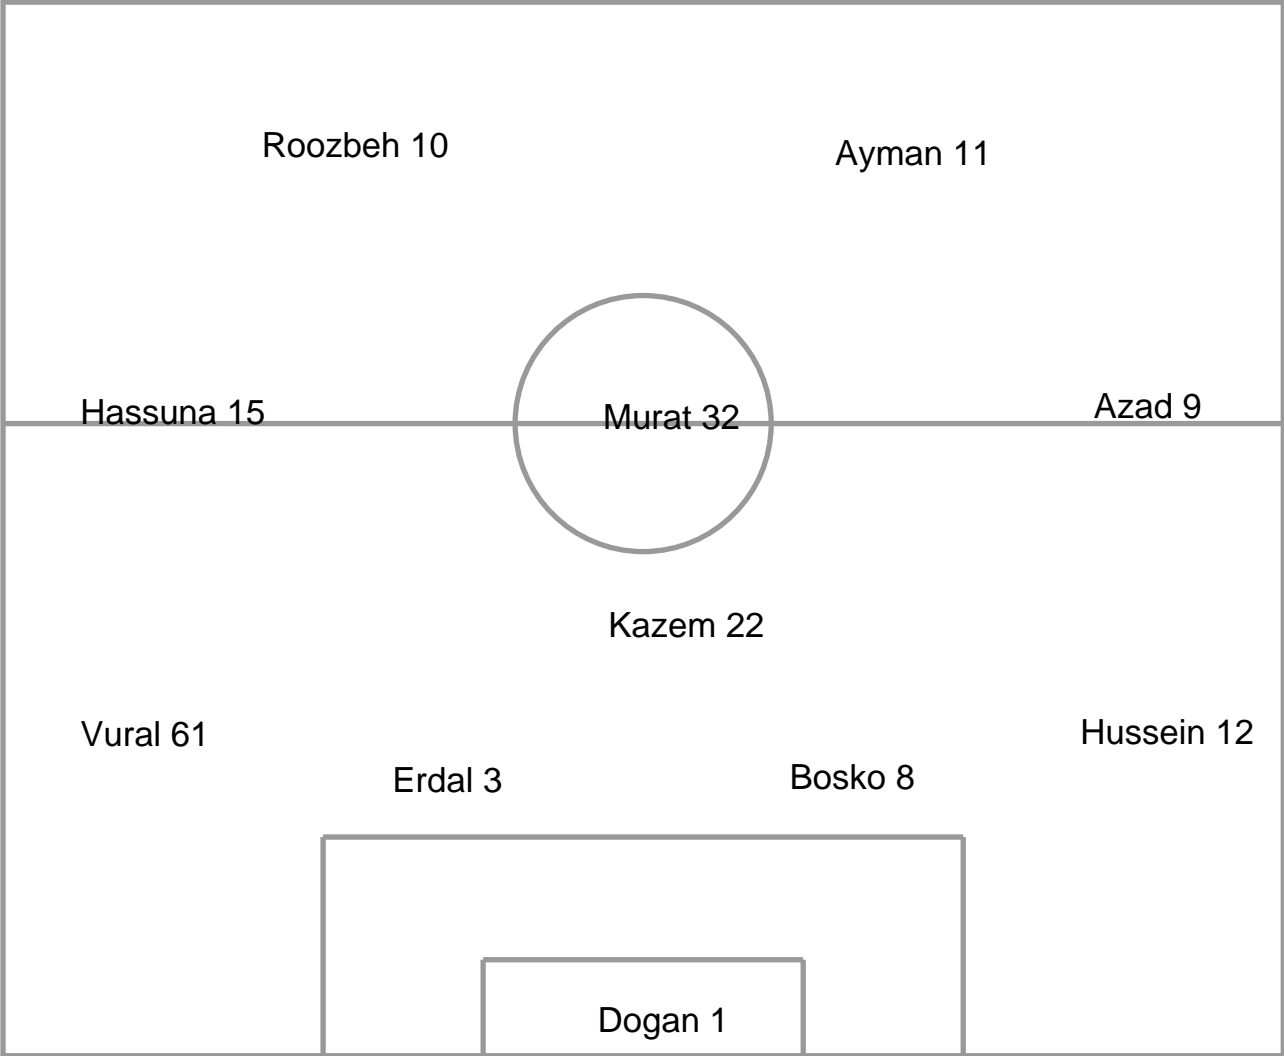 Roozbeh 10
Ayman 11
Hassuna 15
Murat 32
Azad 9
Kazem 22
Vural 61
Hussein 12
Erdal 3
Bosko 8
Dogan 1